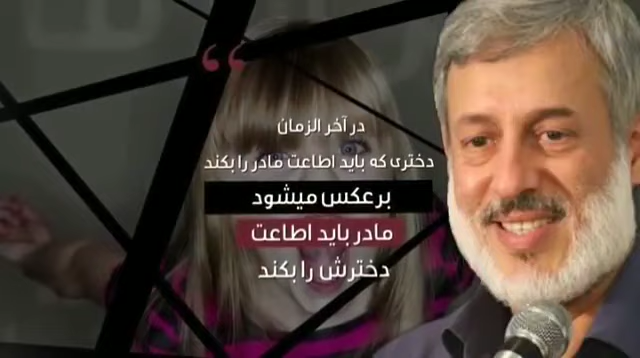 در آخر الزمان
دختری که باید اطاعت مادر را بکند
برعکس میشود
مادر باید اطاعت
دخترش را بکند